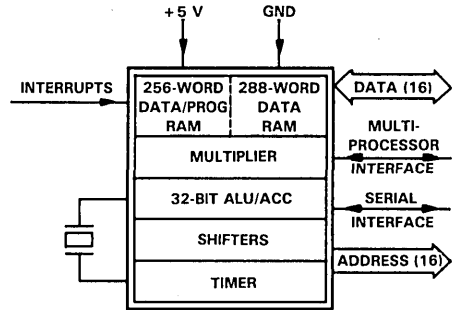 +5 V
GND
INTERRUPTS
256-WORD
DATA/PROG
RAM
288-WORD
DATA
RAM
DATA (16)
MULTIPLIER
MULTI-
PROCESSOR
INTERFACE
32-BIT ALU/ACC
SERIAL
INTERFACE
SHIFTERS
ADDRESS (16)
TIMER